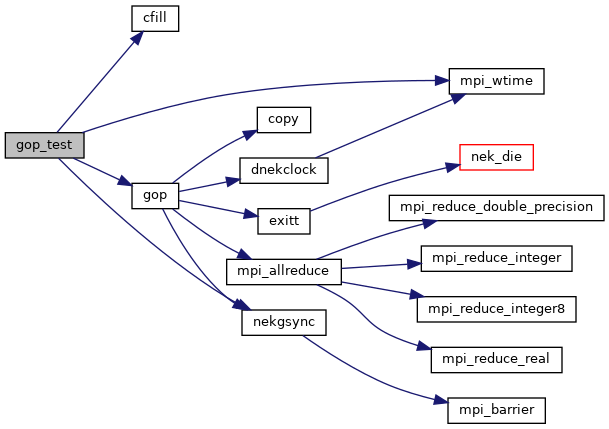 cfill
mpi_wtime
copy
gop_test
nek_die
dnekclock
gop
mpi_reduce_double_precision
exitt
mpi_reduce_integer
mpi_allreduce
mpi_reduce_integer8
nekgsync
mpi_reduce_real
mpi_barrier